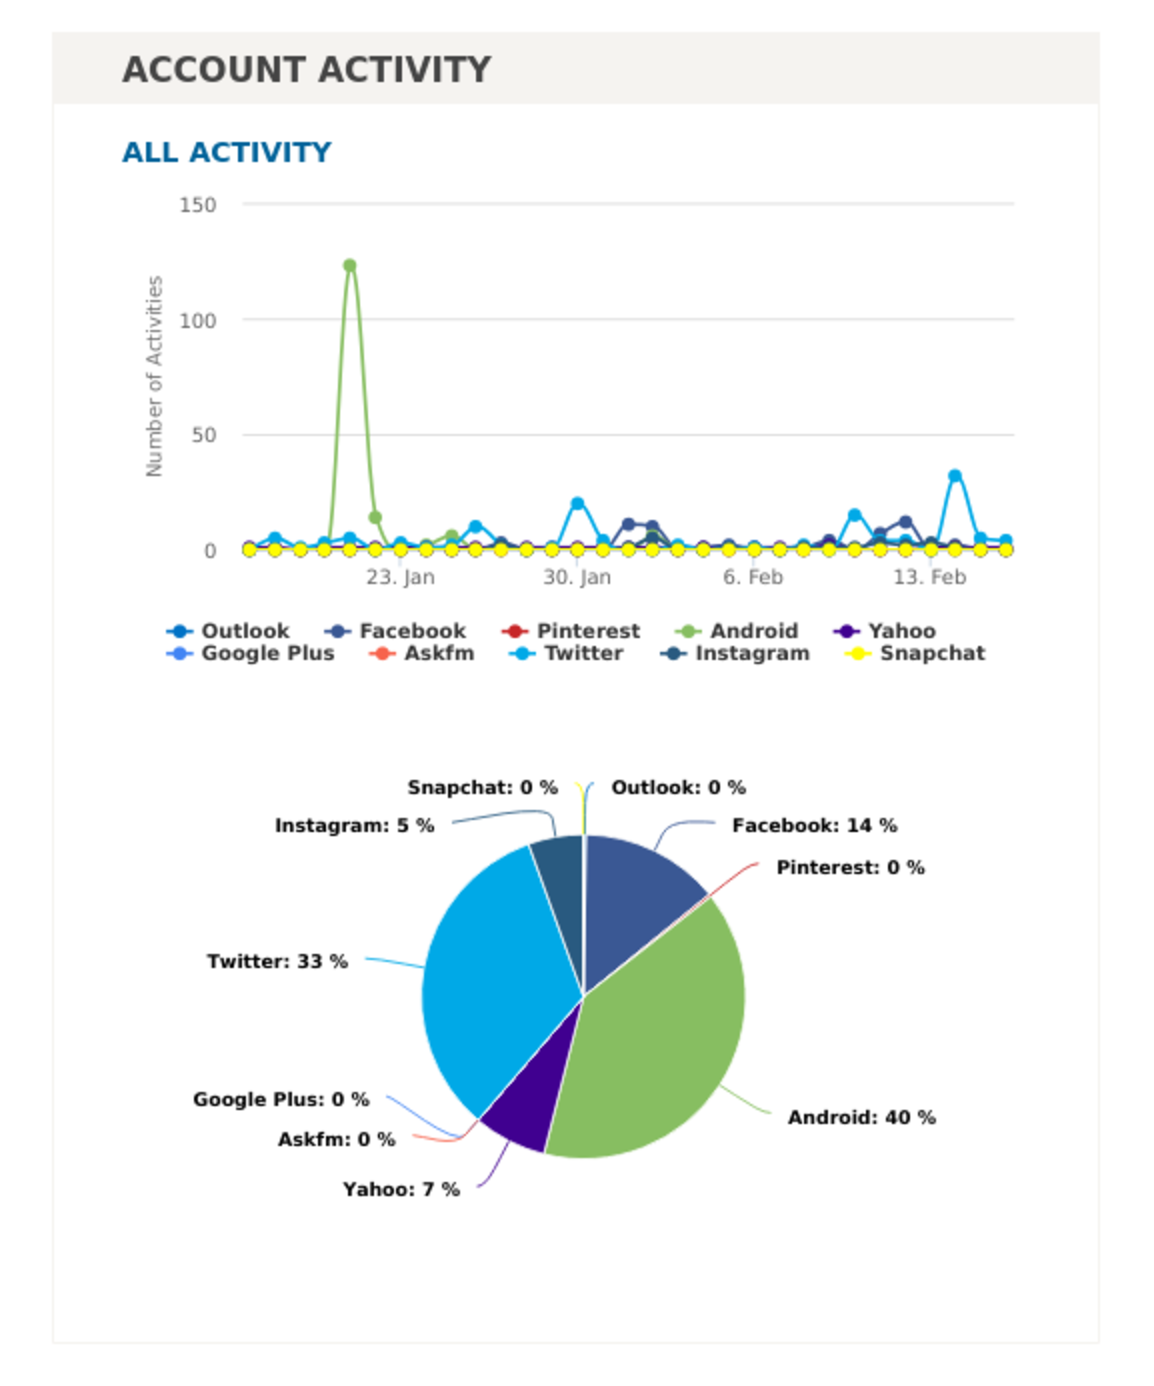 ACCOUNT ACTIVITY
ALL ACTIVITY
150
100
50
0
Number of Activities
23. Jan 30. Jan 6. Feb 13. Feb
Outlook Facebook Pinterest Android Yahoo
Google Plus Askfm Twitter Instagram Snapchat
Snapchat: 0 % Outlook: 0 %
Instagram: 5 % Facebook: 14 %
Pinterest: 0 %
Twitter: 33 %
Google Plus: 0 %
Android: 40 %
Askfm: 0 %
Yahoo: 7 %